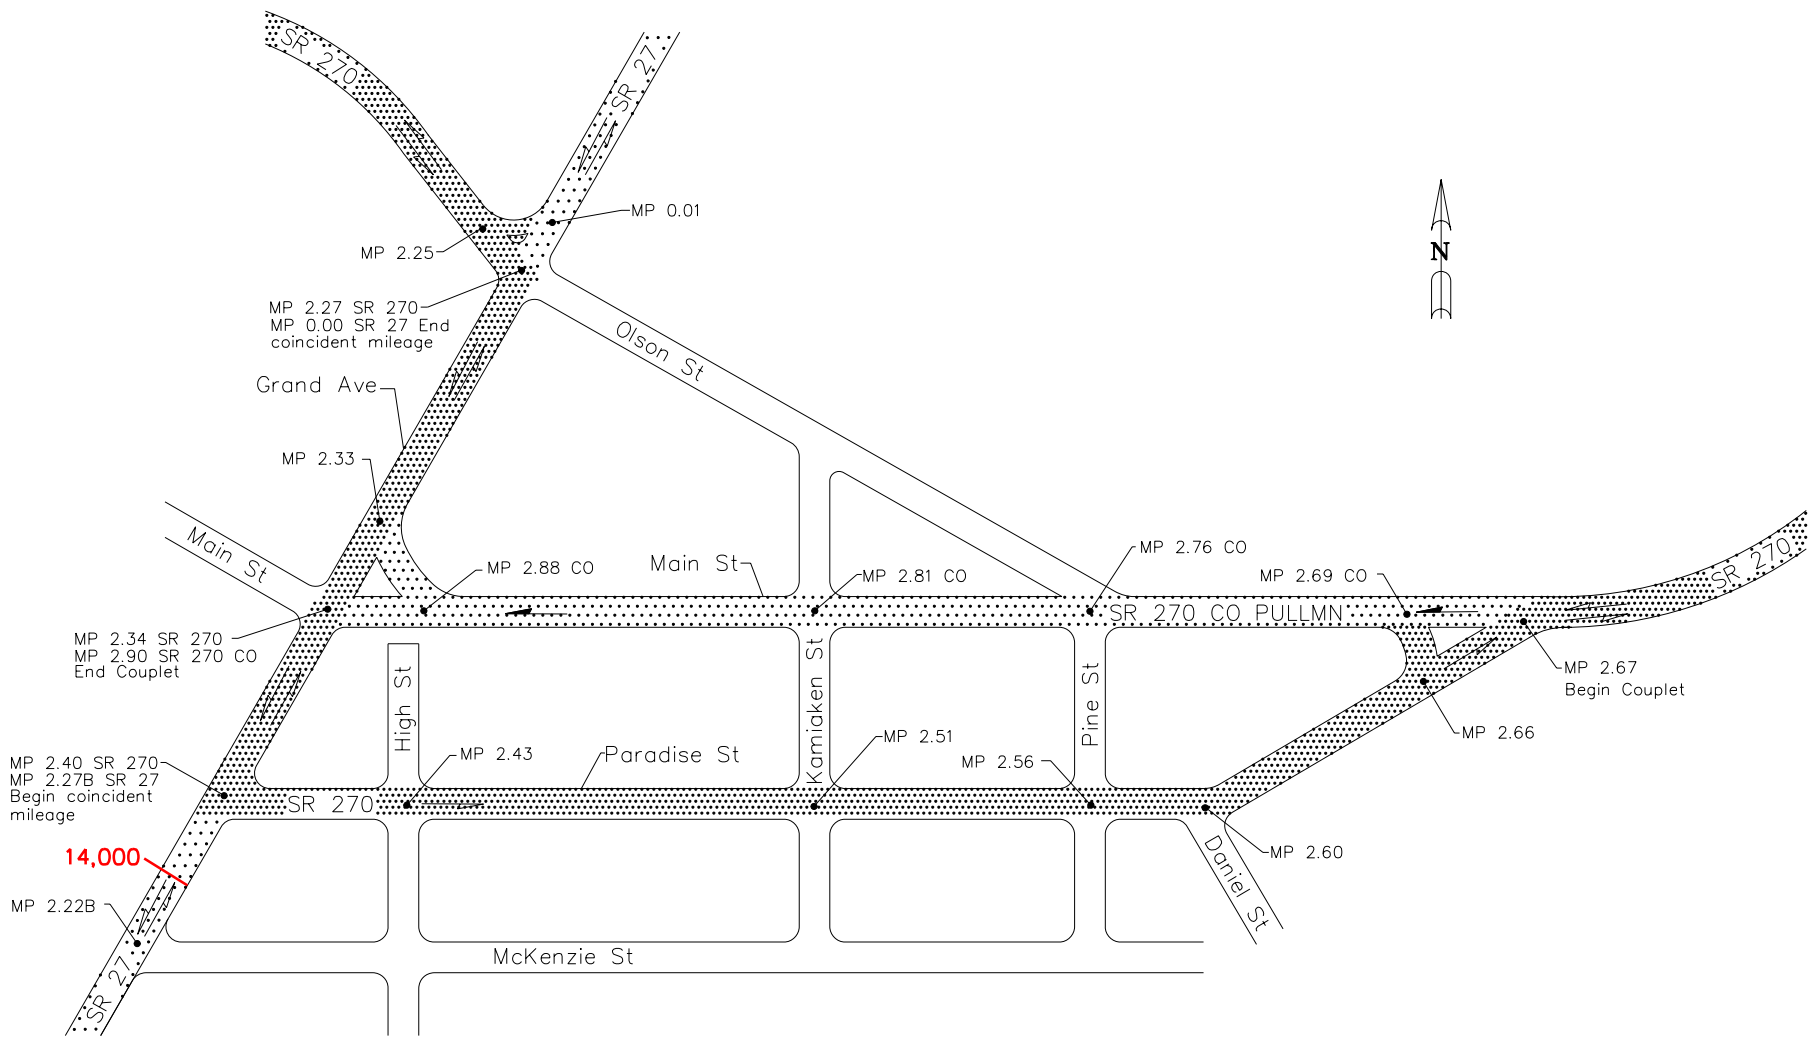 SR 270
SR 27
MP 0.01
MP 2.25
N
MP 2.27 SR 270
MP 0.00 SR 27 End
coincident mileage
Olson St
Grand Ave
MP 2.33
Main St
MP 2.88 CO
Main St
MP 2.81 CO
MP 2.76 CO
MP 2.69 CO
SR 270
SR 270 CO PULLMN
MP 2.34 SR 270
MP 2.90 SR 270 CO
End Couplet
MP 2.67
Begin Couplet
High St
Kamiaken St
Pine St
MP 2.66
MP 2.40 SR 270
MP 2.27B SR 27
Begin coincident
mileage
MP 2.43
Paradise St
MP 2.51
MP 2.56
SR 270
MP 2.60
Daniel St
14,000
MP 2.22B
McKenzie St
SR 27